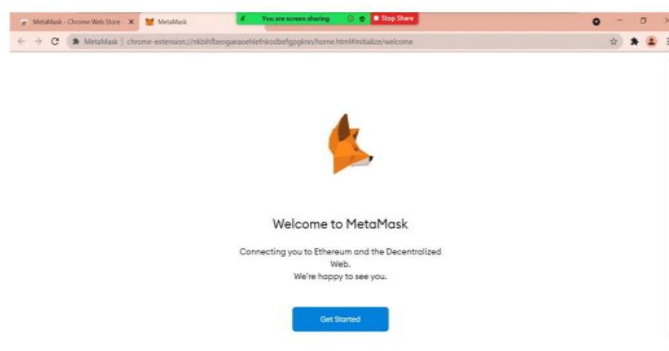 MetaMask - Chrome Web Store
MetaMask
You are screen sharing
Stop Share
MetaMask
Welcome to MetaMask
Connecting you to Ethereum and the Decentralized
Web.
We're happy to see you.
Get Started